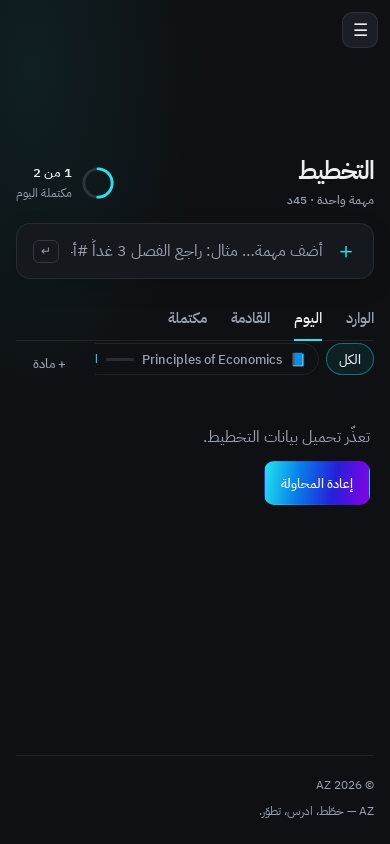 ☰
التخطيط
مهمة واحدة · 45د
1 من 2
مكتملة اليوم
+ أضف مهمة... مثال: راجع الفصل 3 غداً #أ
↵
الوارد اليوم القادمة مكتملة
الكل 📘 Principles of Economics
+ مادة
تعذّر تحميل بيانات التخطيط.
إعادة المحاولة
© 2026 AZ
AZ — خطّط، ادرس، تطوّر.